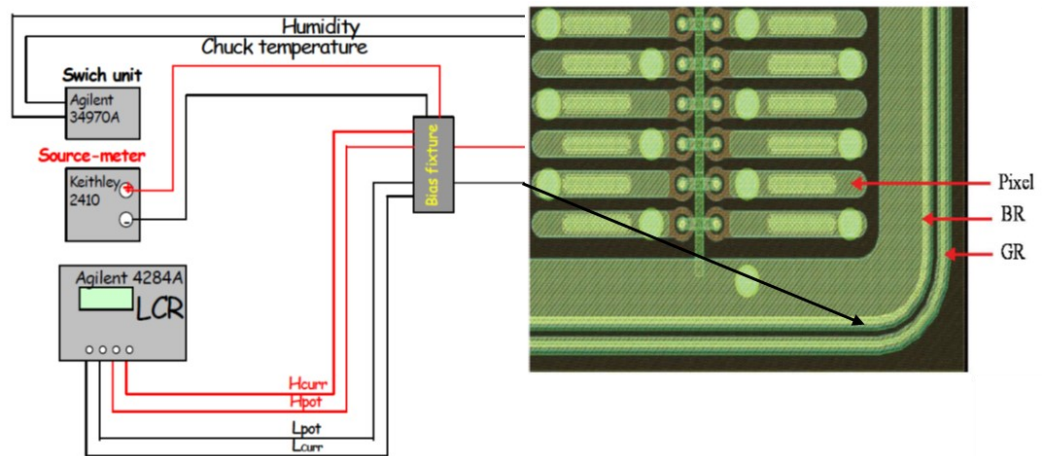 Humidity
Chuck temperature
Swich unit
Agilent
34970A
Source-meter
Keithley
2410
+
-
Bias fixture
Agilent 4284A
LCR
Hcurr
Hpot
Lpot
Lcurr
Pixel
BR
GR